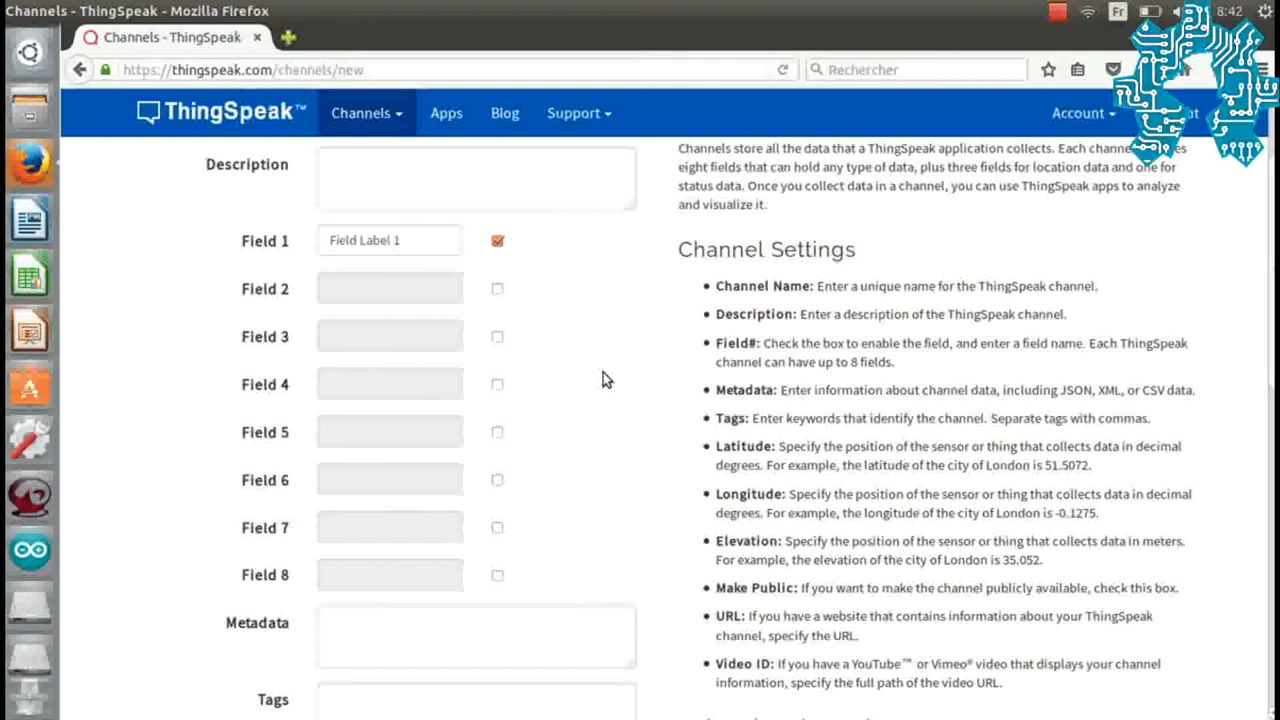 Channels - ThingSpeak - Mozilla Firefox
Fr
8:42
Channels - ThingSpeak
https://thingspeak.com/channels/new
Rechercher
ThingSpeak™
Channels
Apps
Blog
Support
Account
Channels store all the data that a ThingSpeak application collects. Each
eight fields that can hold any type of data, plus three fields for location data and one for
status data. Once you collect data in a channel, you can use ThingSpeak apps to analyze
and visualize it.
Description
Field 1
Field Label 1
Field 2
Field 3
Field 4
Field 5
Field 6
Field 7
Field 8
Metadata
Tags
Channel Settings
• Channel Name: Enter a unique name for the ThingSpeak channel.
• Description: Enter a description of the ThingSpeak channel.
• Field#: Check the box to enable the field, and enter a field name. Each ThingSpeak
channel can have up to 8 fields.
• Metadata: Enter information about channel data, including JSON, XML, or CSV data.
• Tags: Enter keywords that identify the channel. Separate tags with commas.
• Latitude: Specify the position of the sensor or thing that collects data in decimal
degrees. For example, the latitude of the city of London is 51.5072.
• Longitude: Specify the position of the sensor or thing that collects data in decimal
degrees. For example, the longitude of the city of London is -0.1275.
• Elevation: Specify the position of the sensor or thing that collects data in meters.
For example, the elevation of the city of London is 35.052.
• Make Public: If you want to make the channel publicly available, check this box.
• URL: If you have a website that contains information about your ThingSpeak
channel, specify the URL.
• Video ID: If you have a YouTube™ or Vimeo® video that displays your channel
information, specify the full path of the video URL.